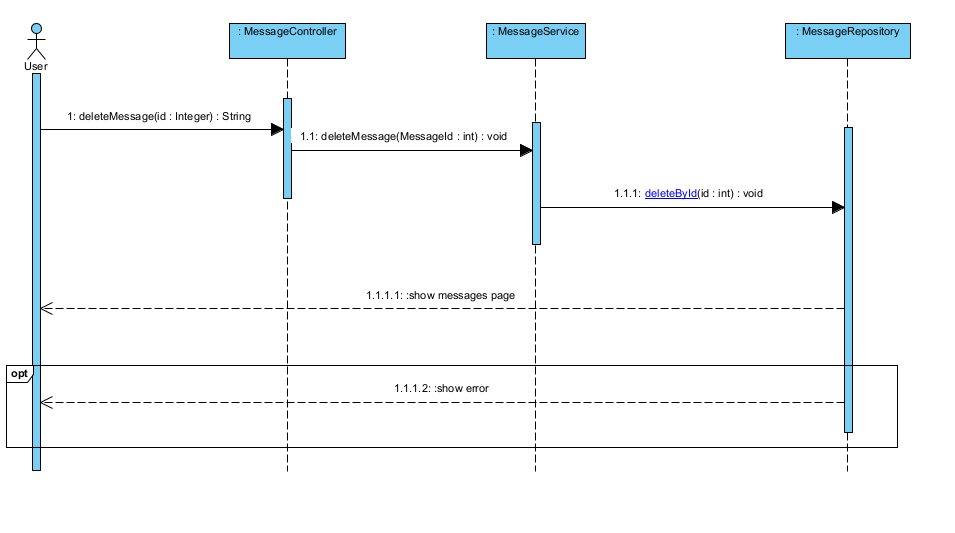 : MessageController
: MessageService
: MessageRepository
User
1: deleteMessage(id : Integer) : String
1.1: deleteMessage(MessageId : int) : void
1.1.1: deleteById(id : int) : void
1.1.1.1: :show messages page
opt
1.1.1.2: :show error